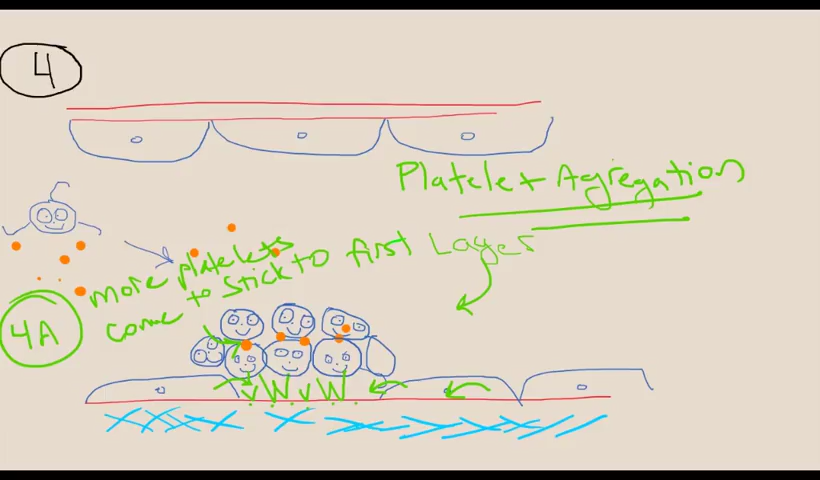 4
Platelet Agregation
more platelets
come to stick to first Layer
4A
vWvW